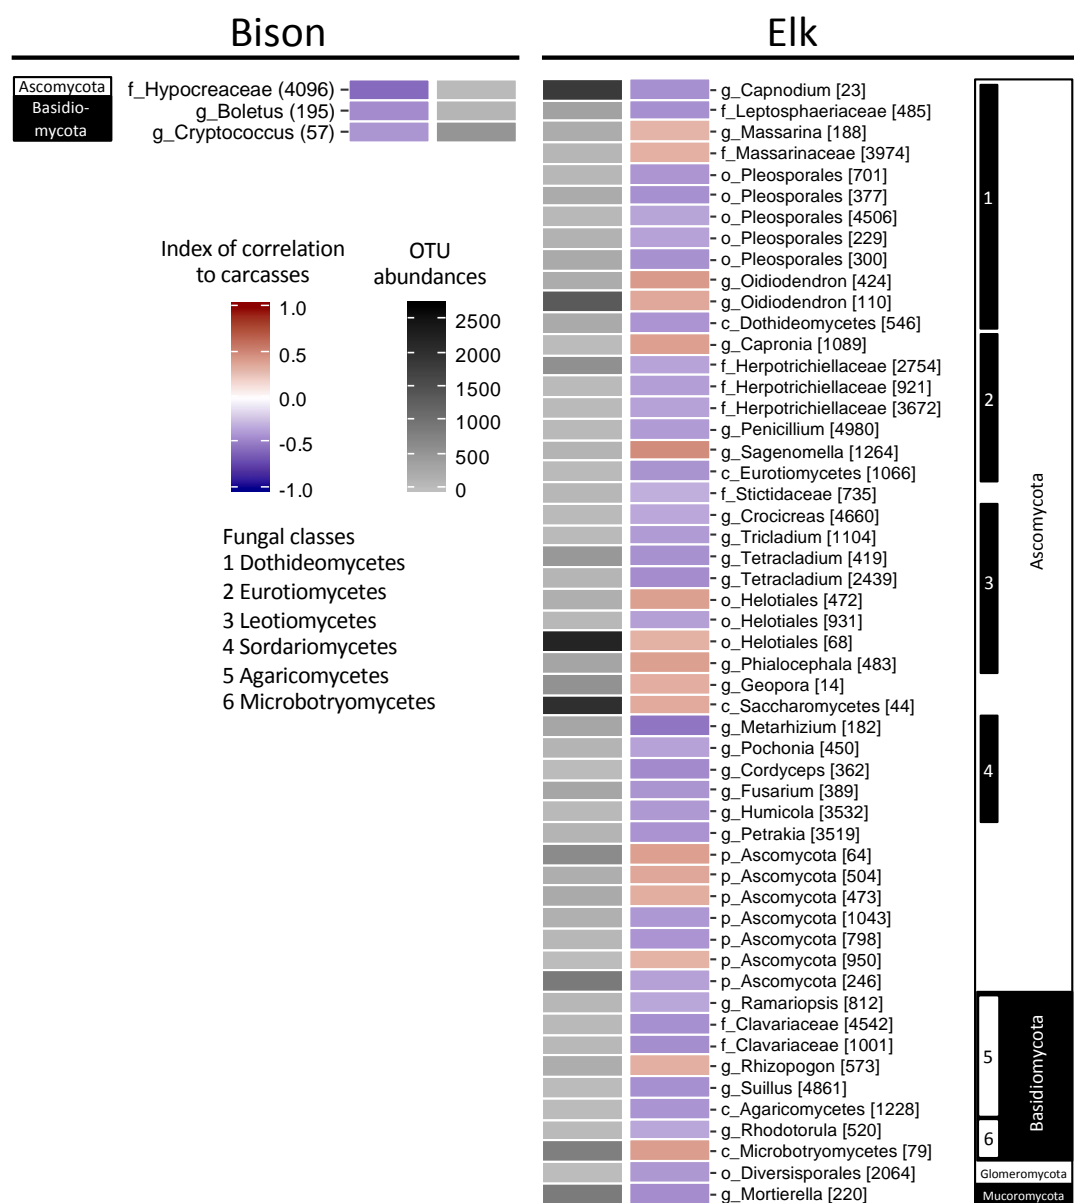 Bison
Elk
Ascomycota
Basidio-
mycota
f_Hypocreaceae (4096)
g_Boletus (195)
g_Cryptococcus (57)
Index of correlation
to carcasses
1.0
0.5
0.0
-0.5
-1.0
OTU
abundances
2500
2000
1500
1000
500
0
Fungal classes
1 Dothideomycetes
2 Eurotiomycetes
3 Leotiomycetes
4 Sordariomycetes
5 Agaricomycetes
6 Microbotryomycetes
g_Capnodium [23]
f_Leptosphaeriaceae [485]
g_Massarina [188]
f_Massarinaceae [3974]
o_Pleosporales [701]
o_Pleosporales [377]
o_Pleosporales [4506]
o_Pleosporales [229]
o_Pleosporales [300]
g_Oidiodendron [424]
g_Oidiodendron [110]
c_Dothideomycetes [546]
g_Capronia [1089]
f_Herpotrichiellaceae [2754]
f_Herpotrichiellaceae [921]
f_Herpotrichiellaceae [3672]
g_Penicillium [4980]
g_Sagenomella [1264]
c_Eurotiomycetes [1066]
f_Stictidaceae [735]
g_Crocicreas [4660]
g_Tricladium [1104]
g_Tetracladium [419]
g_Tetracladium [2439]
o_Helotiales [472]
o_Helotiales [931]
o_Helotiales [68]
g_Phialocephala [483]
g_Geopora [14]
c_Saccharomycetes [44]
g_Metarhizium [182]
g_Pochonia [450]
g_Cordyceps [362]
g_Fusarium [389]
g_Humicola [3532]
g_Petrakia [3519]
p_Ascomycota [64]
p_Ascomycota [504]
p_Ascomycota [473]
p_Ascomycota [1043]
p_Ascomycota [798]
p_Ascomycota [950]
p_Ascomycota [246]
g_Ramariopsis [812]
f_Clavariaceae [4542]
f_Clavariaceae [1001]
g_Rhizopogon [573]
g_Suillus [4861]
c_Agaricomycetes [1228]
g_Rhodotorula [520]
c_Microbotryomycetes [79]
o_Diversisporales [2064]
g_Mortierella [220]
1
2
3
4
5
6
Ascomycota
Basidiomycota
Glomeromycota
Mucoromycota